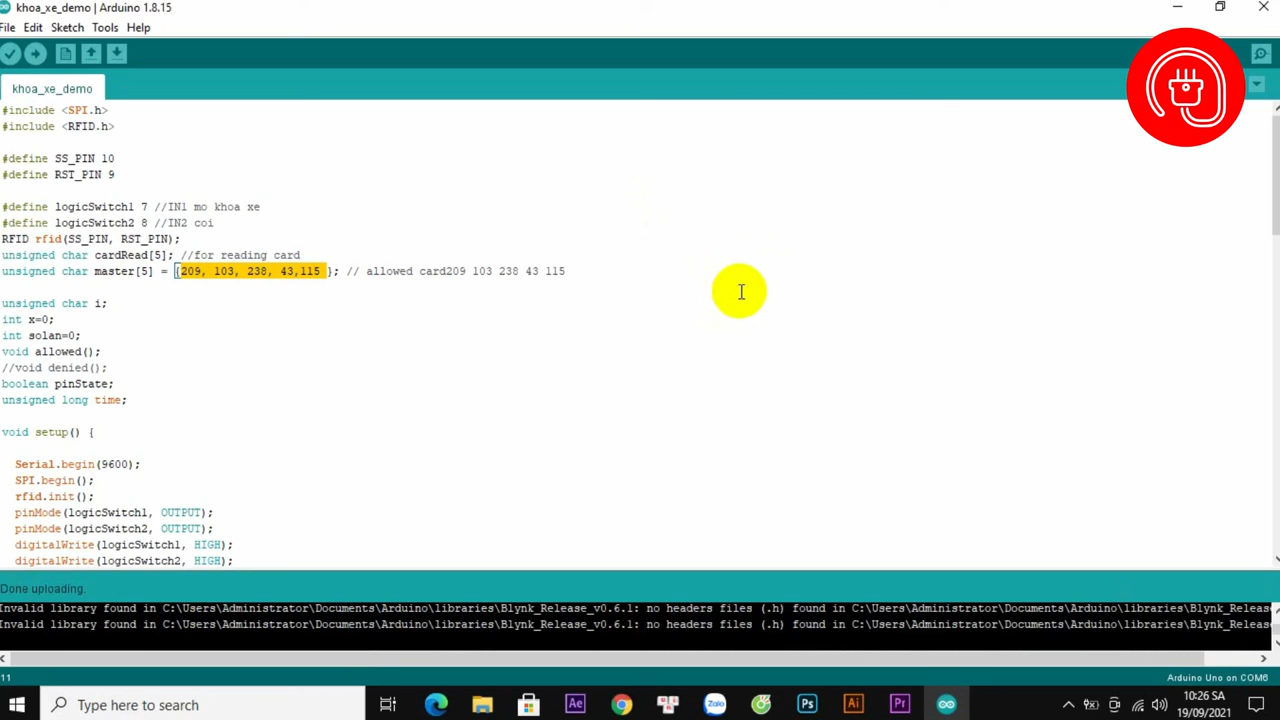 khoa_xe_demo | Arduino 1.8.15
File Edit Sketch Tools Help
khoa_xe_demo
#include <SPI.h>
#include <RFID.h>
#define SS_PIN 10
#define RST_PIN 9
#define logicSwitch1 7 //IN1 mo khoa xe
#define logicSwitch2 8 //IN2 coi
RFID rfid(SS_PIN, RST_PIN);
unsigned char cardRead[5]; //for reading card
unsigned char master[5] = {209, 103, 238, 43,115 }; // allowed card209 103 238 43 115
unsigned char i;
int x=0;
int solan=0;
void allowed();
//void denied();
boolean pinState;
unsigned long time;
void setup() {
Serial.begin(9600);
SPI.begin();
rfid.init();
pinMode(logicSwitch1, OUTPUT);
pinMode(logicSwitch2, OUTPUT);
digitalWrite(logicSwitch1, HIGH);
digitalWrite(logicSwitch2, HIGH);
Done uploading.
Invalid library found in C:\Users\Administrator\Documents\Arduino\libraries\Blynk_Release_v0.6.1: no headers files (.h) found in C:\Users\Administrator\Documents\Arduino\libraries\Blynk_Release
Invalid library found in C:\Users\Administrator\Documents\Arduino\libraries\Blynk_Release_v0.6.1: no headers files (.h) found in C:\Users\Administrator\Documents\Arduino\libraries\Blynk_Release
11 Arduino Uno on COM6
Type here to search Ae Zalo Ps Ai Pr 10:26 SA
19/09/2021